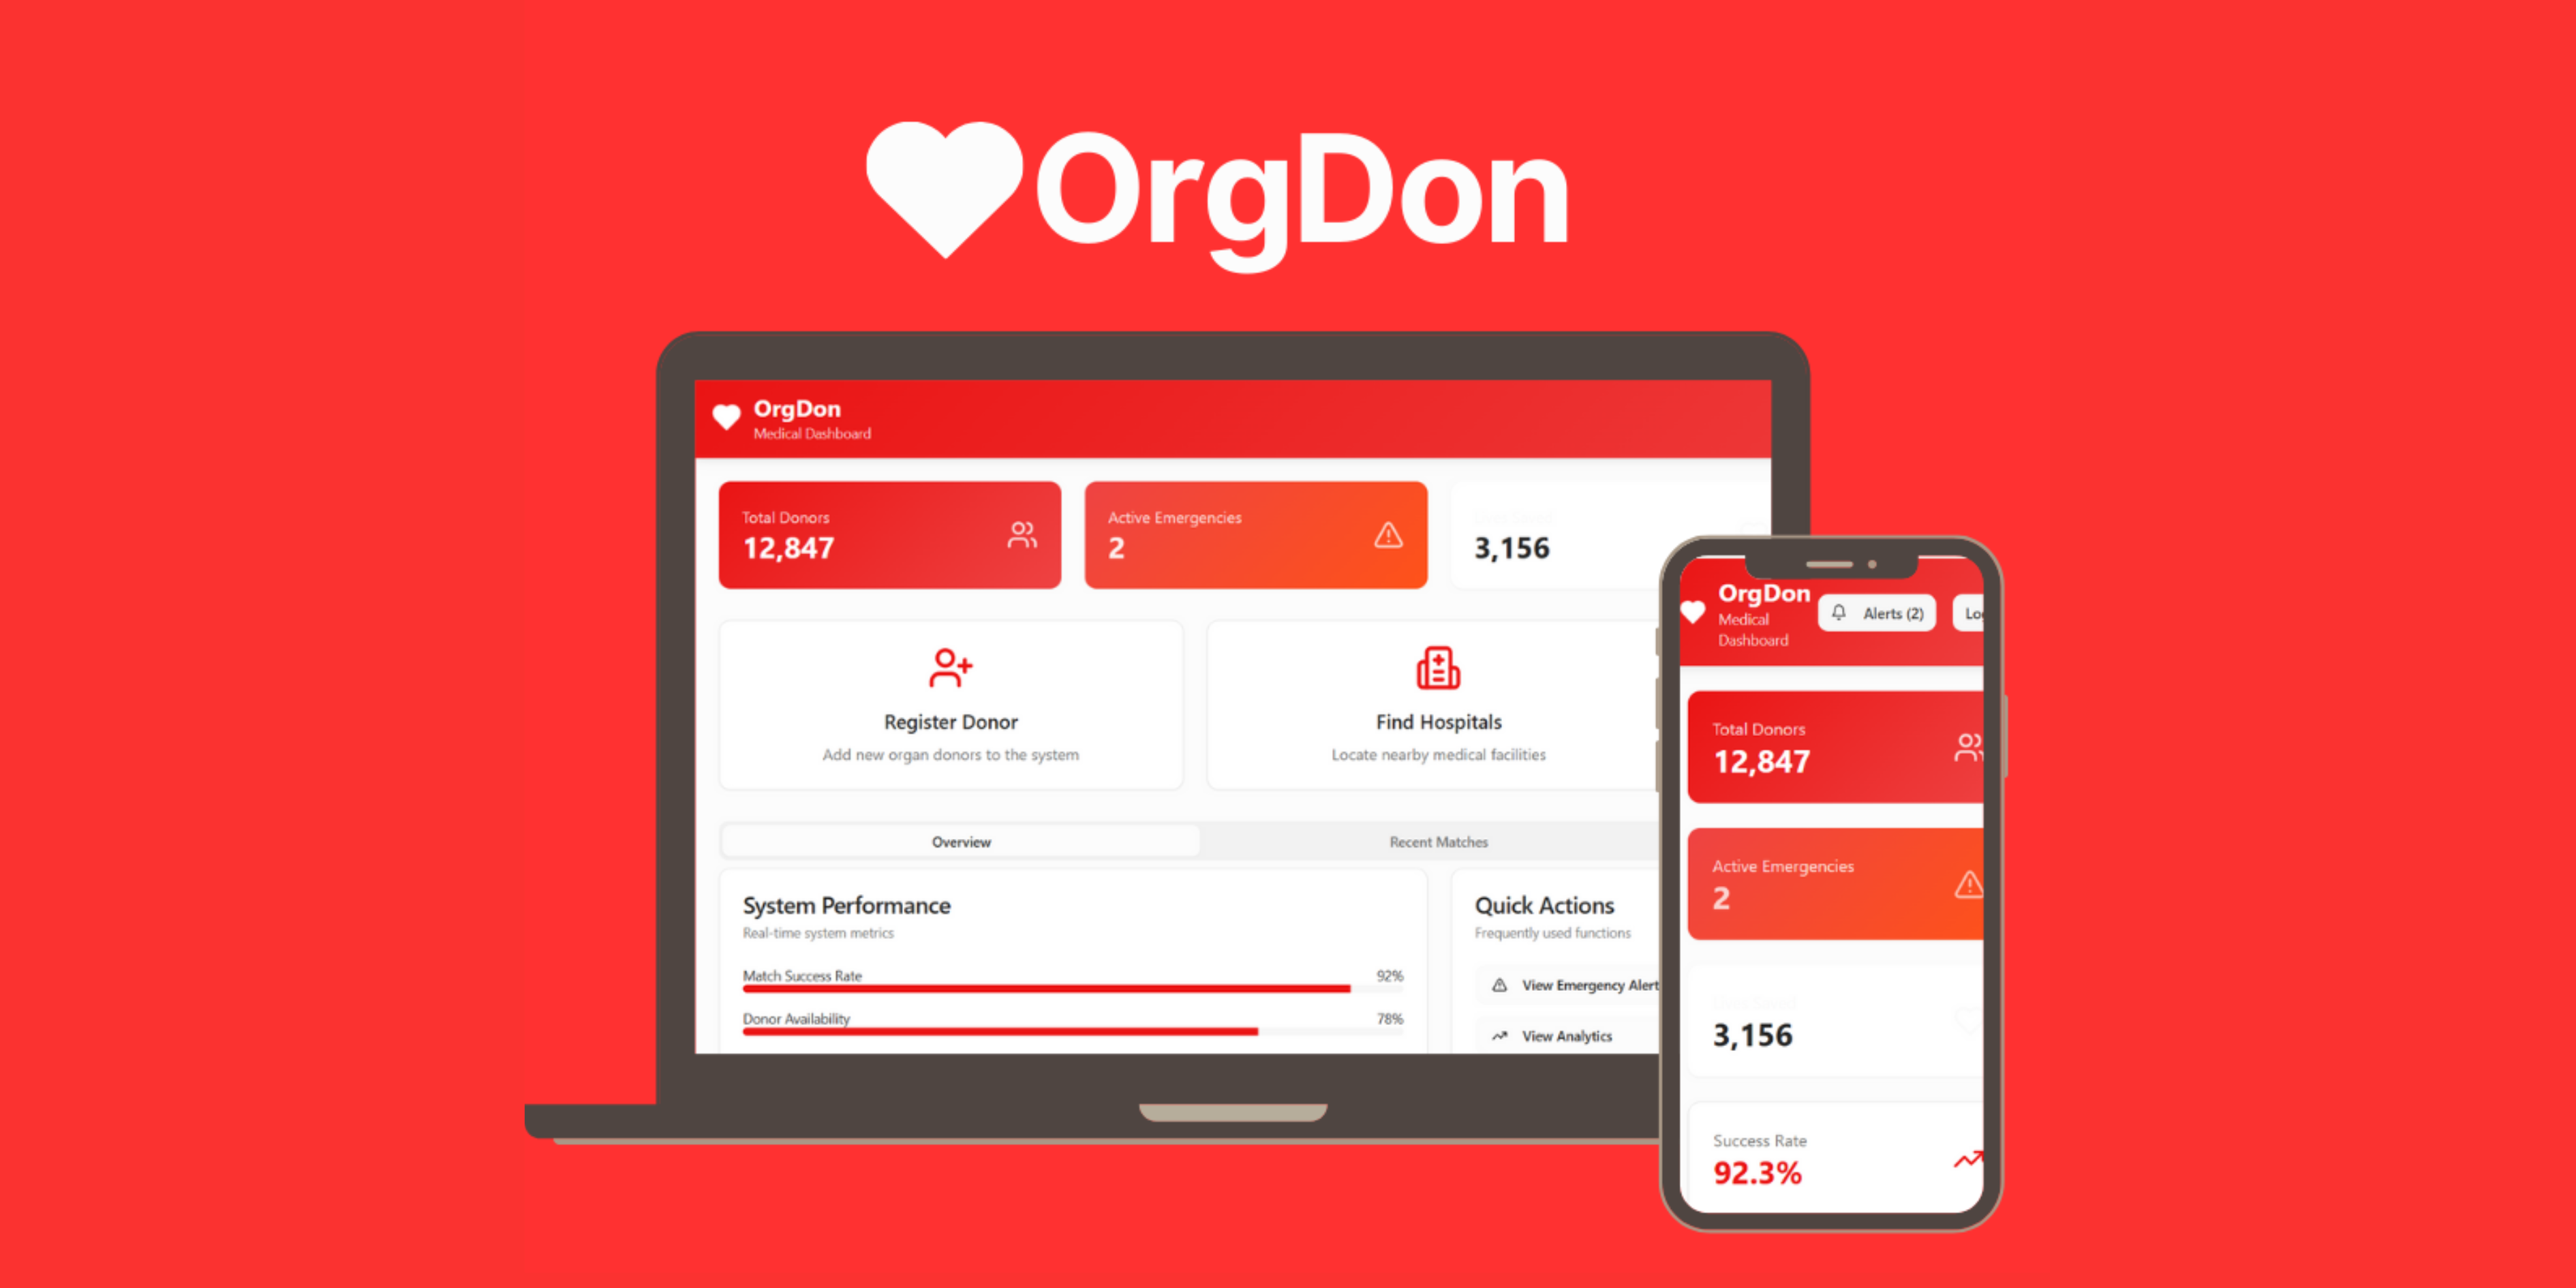 OrgDon
OrgDon
Medical Dashboard
Total Donors
12,847
Active Emergencies
2
3,156
Register Donor
Add new organ donors to the system
Find Hospitals
Locate nearby medical facilities
Overview
Recent Matches
System Performance
Real-time system metrics
Match Success Rate 92%
Donor Availability 78%
Quick Actions
Frequently used functions
View Emergency Alert
View Analytics
OrgDon
Medical
Dashboard
Alerts (2)
Total Donors
12,847
Active Emergencies
2
3,156
Success Rate
92.3%